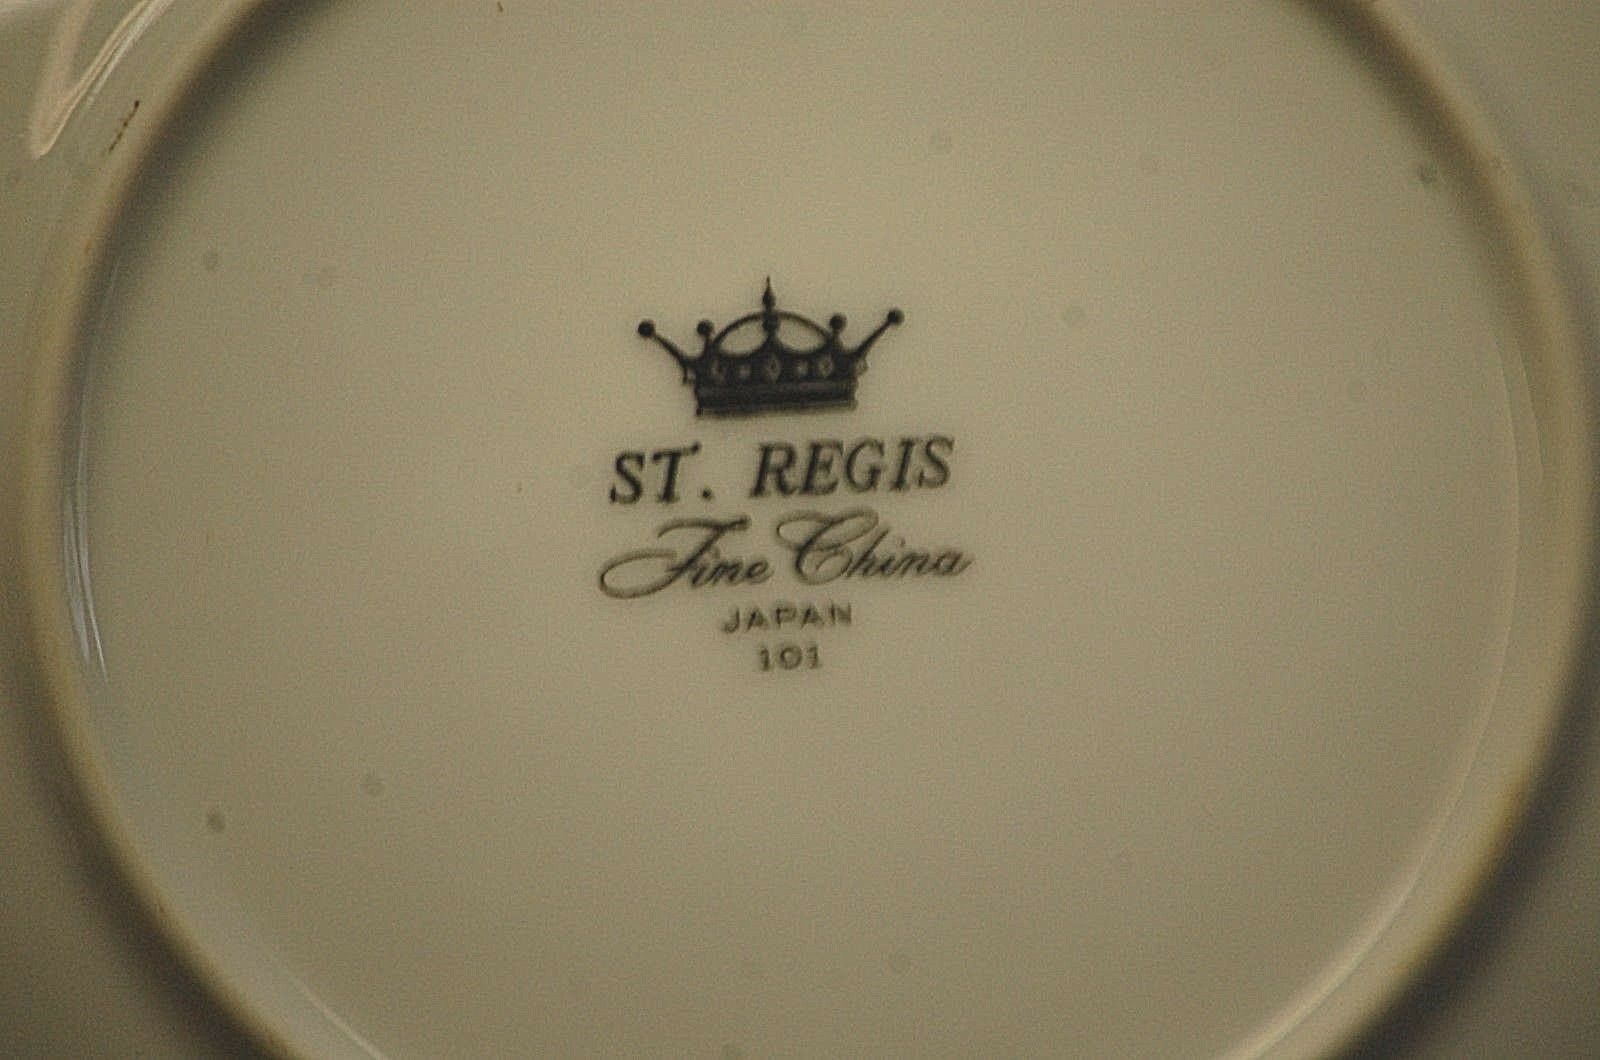 ST. REGIS
Fine China
JAPAN
101